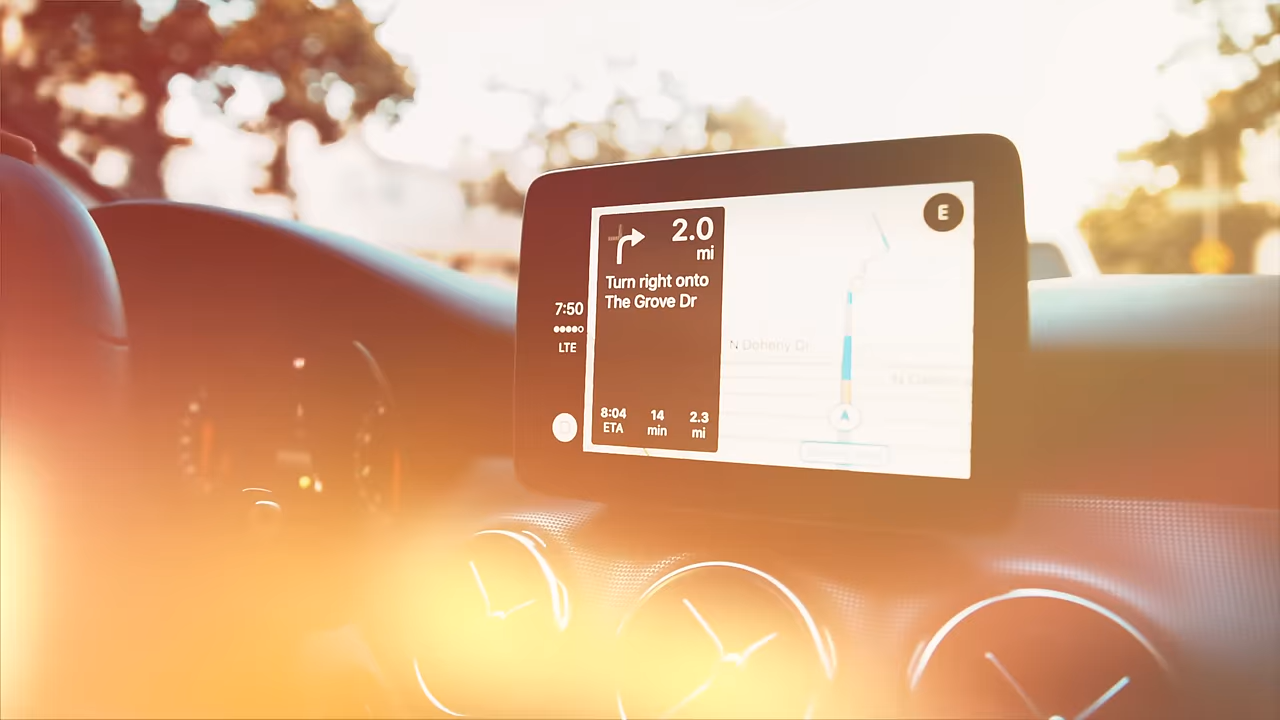 2.0
mi
Turn right onto
The Grove Dr
7:50
LTE
8:04
ETA
14
min
2.3
mi
E
N Doheny Dr